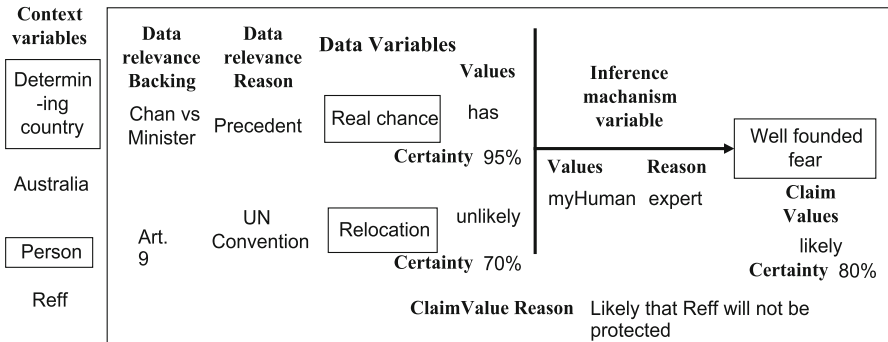 Context
variables
Determin
-ing
country
Australia
Person
Reff
Data
relevance
Backing
Data
relevance
Reason
Data Variables
Values
Chan vs
Minister
Precedent
Real chance
has
Certainty 95%
Art.
9
UN
Convention
Relocation
unlikely
Certainty 70%
Inference
machanism
variable
Values Reason
myHuman expert
Well founded
fear
Claim
Values
likely
Certainty 80%
ClaimValue Reason Likely that Reff will not be
protected